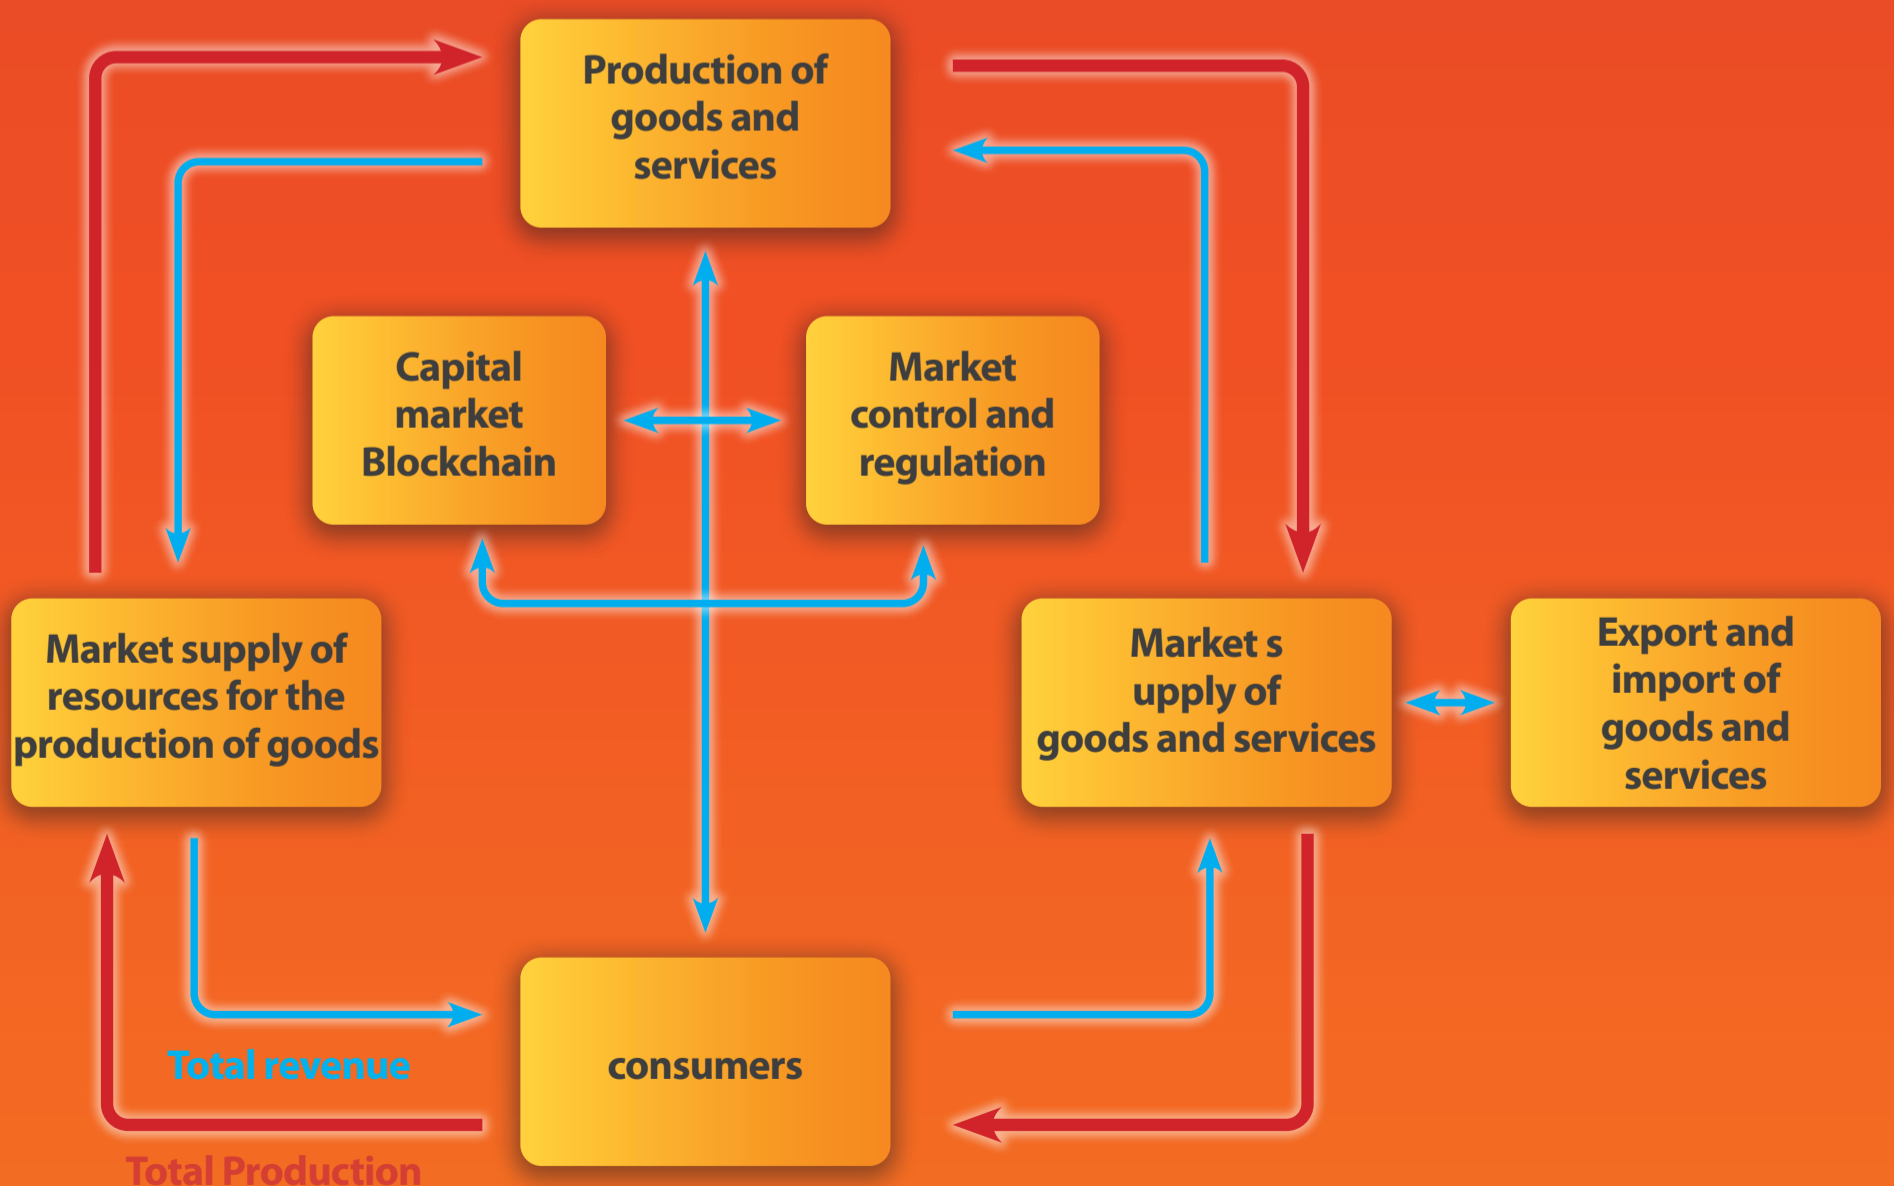 Production of
goods and
services
Capital
market
Blockchain
Market
control and
regulation
Market supply of
resources for the
production of goods
Market s
upply of
goods and services
Export and
import of
goods and
services
Total revenue
consumers
Total Production